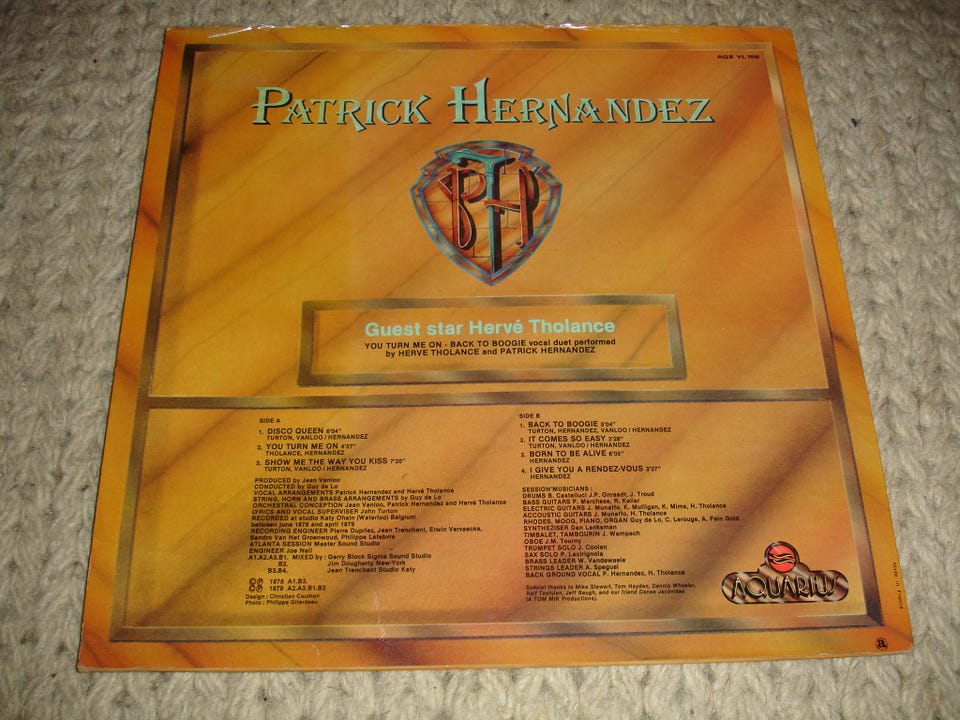 AQS YL 156
PATRICK HERNANDEZ
PH
Guest star Hervé Tholance
YOU TURN ME ON - BACK TO BOOGIE vocal duet performed
by HERVE THOLANCE and PATRICK HERNANDEZ
SIDE A
1. DISCO QUEEN 6'04"
TURTON, VANLOO / HERNANDEZ
2. YOU TURN ME ON 4'37"
THOLANCE, HERNANDEZ
3. SHOW ME THE WAY YOU KISS 7'20"
TURTON, VANLOO / HERNANDEZ
PRODUCED by Jean Vanloo
CONDUCTED by Guy de Lo
VOCAL ARRANGEMENTS Patrick Hernandez and Hervé Tholance
STRING, HORN AND BRASS ARRANGEMENTS by Guy de Lo
ORCHESTRAL CONCEPTION Jean Vanloo, Patrick Hernandez and Hervé Tholance
LYRICS AND VOCAL SUPERVISER John Turton
RECORDED at studio Katy Ohain (Waterloo) Belgium
between june 1978 and april 1979
RECORDING ENGINEER Pierre Dupriez, Jean Trenchant, Erwin Vervaecke,
Sandro Van Het Groenwoud, Philippe Lefebvre
ATLANTA SESSION Master Sound Studio
ENGINEER Joe Neil
A1.A2.A3.B1. MIXED by : Gerry Block Sigma Sound Studio
B2. Jim Dougherty New-York
B3.B4. Jean Trenchant Studio Katy
Ⓒ Ⓟ 1978 A1.B3.
Ⓒ Ⓟ 1979 A2.A3.B1.B2
Design : Christian Cauhon
Photo : Philippe Girardeau
SIDE B
1. BACK TO BOOGIE 5'04"
TURTON, HERNANDEZ, VANLOO / HERNANDEZ
2. IT COMES SO EASY 2'28"
TURTON, VANLOO / HERNANDEZ
3. BORN TO BE ALIVE 6'05"
HERNANDEZ
4. I GIVE YOU A RENDEZ-VOUS 3'27"
HERNANDEZ
SESSION MUSICIANS :
DRUMS B. Castellucci J.P. Onraedt, J. Troud
BASS GUITARS P. Marchese, R. Keller
ELECTRIC GUITARS J. Munaffo, K. Mulligan, K. Mims, H. Tholance
ACCOUSTIC GUITARS J. Munaffo, H. Tholance
RHODES, MOOG, PIANO, ORGAN Guy de Lo, C. Lerouge, A. Fein Gold
SYNTHEZISER Dan Lanksman
TIMBALET, TAMBOURIN J. Wampach
OBOE J.M. Tourny
TRUMPET SOLO J. Coolen
SAX SOLO P. Lecirignola
BRASS LEADER W. Vandewasle
STRINGS LEADER A. Speguel
BACK GROUND VOCAL P. Hernandez, H. Tholance
Special thanks to Mike Stewart, Tom Hayden, Dennis Wheeler,
Ralf Tashjian, Jeff Baugh, and our friend Danae Jacovides
(A TOM MIK Productions).
AQUARIUS
Made in France